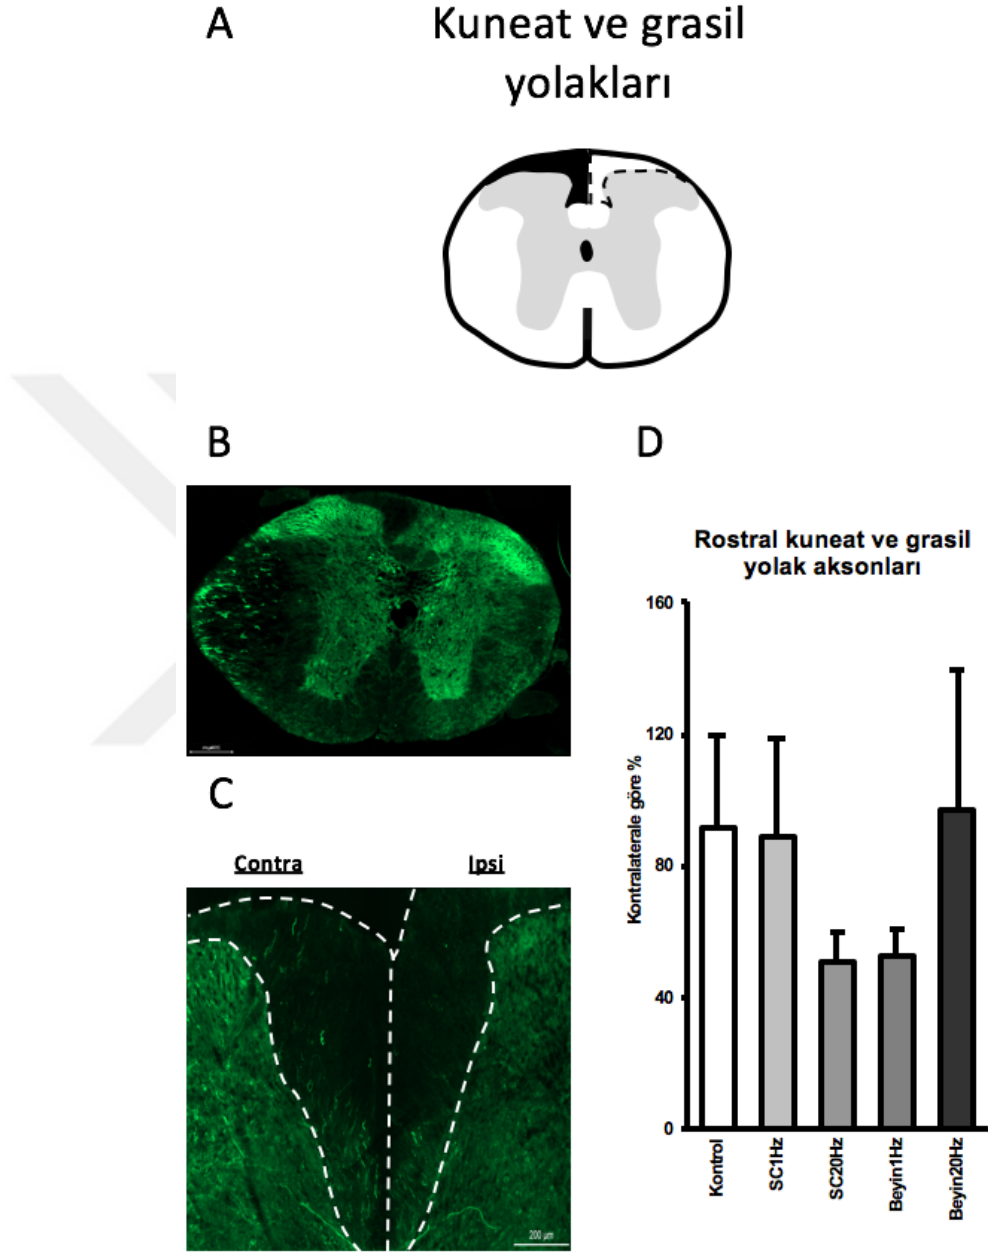 A
Kuneat ve grasil
yolakları
B
D
Rostral kuneat ve grasil
yolak aksonları
160
120
80
40
0
Kontralaterale göre %
Kontrol
SC1Hz
SC20Hz
Beyin1Hz
Beyin20Hz
C
Contra
Ipsi
200 µm